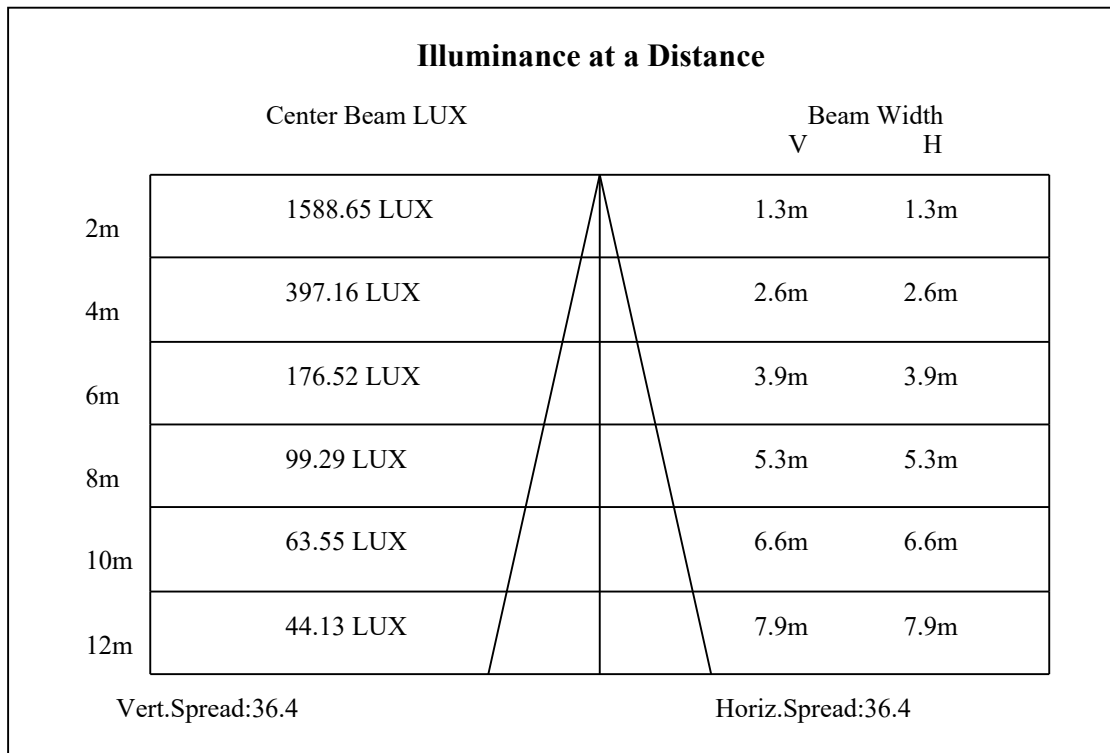 Illuminance at a Distance
Center Beam LUX Beam Width
V H
1588.65 LUX 1.3m 1.3m
2m
397.16 LUX 2.6m 2.6m
4m
176.52 LUX 3.9m 3.9m
6m
99.29 LUX 5.3m 5.3m
8m
63.55 LUX 6.6m 6.6m
10m
44.13 LUX 7.9m 7.9m
12m
Vert.Spread:36.4 Horiz.Spread:36.4